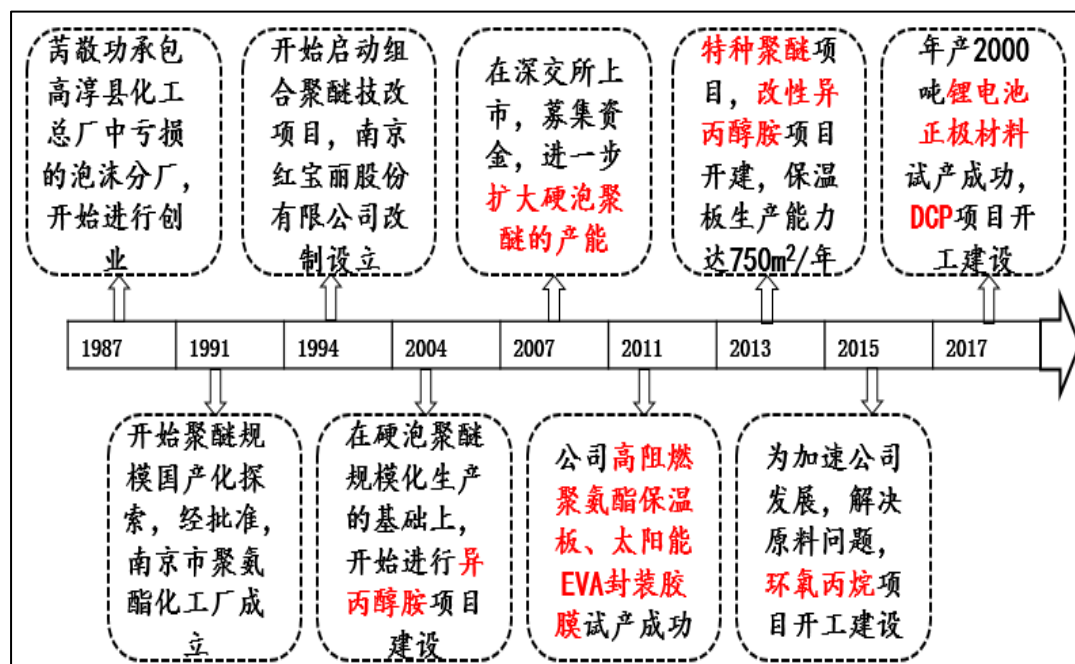 芮敬功承包
高淳县化工
总厂中亏损
的泡沫分厂，
开始进行创
业
开始启动组
合聚醚技改
项目，南京
红宝丽股份
有限公司改
制设立
在深交所上
市，募集资
金，进一步
扩大硬泡聚
醚的产能
特种聚醚项
目，改性异
丙醇胺项目
开建，保温
板生产能力
达750m²/年
年产2000
吨锂电池
正极材料
试产成功，
DCP项目开
工建设
1987
1991
1994
2004
2007
2011
2013
2015
2017
开始聚醚规
模国产化探
索，经批准，
南京市聚氨
酯化工厂成
立
在硬泡聚醚
规模化生产
的基础上，
开始进行异
丙醇胺项目
建设
公司高阻燃
聚氨酯保温
板、太阳能
EVA封装胶
膜试产成功
为加速公司
发展，解决
原料问题，
环氧丙烷项
目开工建设